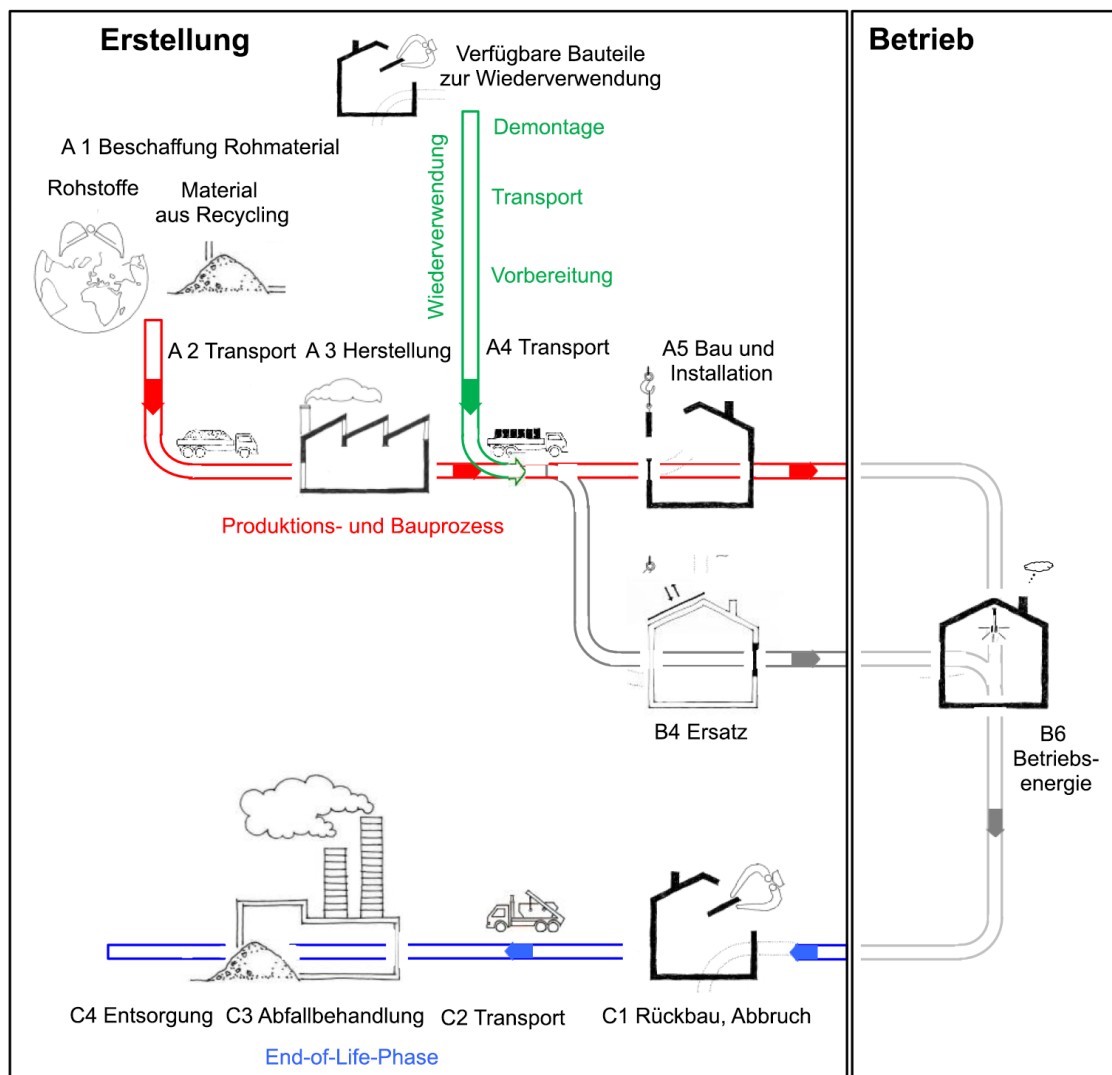 Erstellung
Betrieb
Verfügbare Bauteile
zur Wiederverwendung
Wiederverwendung
Demontage
Transport
Vorbereitung
A 1 Beschaffung Rohmaterial
Rohstoffe
Material
aus Recycling
A 2 Transport
A 3 Herstellung
A4 Transport
A5 Bau und
Installation
Produktions- und Bauprozess
B4 Ersatz
B6
Betriebs-
energie
C4 Entsorgung
C3 Abfallbehandlung
C2 Transport
C1 Rückbau, Abbruch
End-of-Life-Phase